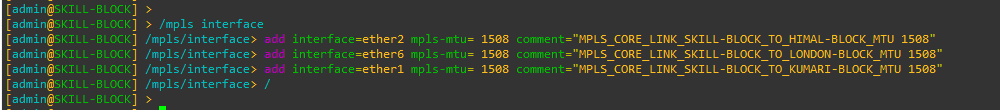 [admin@SKILL-BLOCK] >
[admin@SKILL-BLOCK] > /mpls interface
[admin@SKILL-BLOCK] /mpls/interface> add interface=ether2 mpls-mtu= 1508 comment="MPLS_CORE_LINK_SKILL-BLOCK_TO_HIMAL-BLOCK_MTU 1508"
[admin@SKILL-BLOCK] /mpls/interface> add interface=ether6 mpls-mtu= 1508 comment="MPLS_CORE_LINK_SKILL-BLOCK_TO_LONDON-BLOCK_MTU 1508"
[admin@SKILL-BLOCK] /mpls/interface> add interface=ether1 mpls-mtu= 1508 comment="MPLS_CORE_LINK_SKILL-BLOCK_TO_KUMARI-BLOCK_MTU 1508"
[admin@SKILL-BLOCK] /mpls/interface> /
[admin@SKILL-BLOCK] >